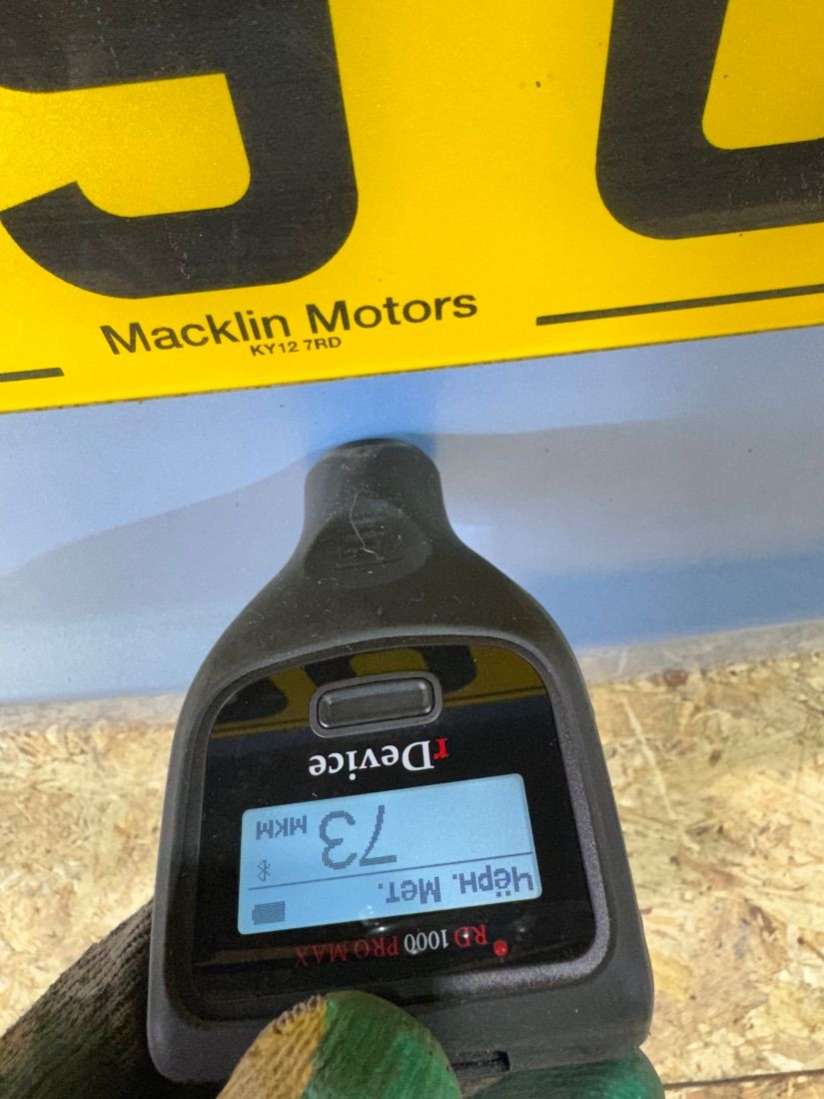 Macklin Motors
KY12 7RD
RD 1000 PRO MAX
Чёрн. Мет.
73 мкм
rDevice